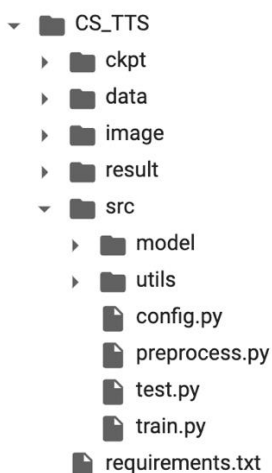 CS_TTS
ckpt
data
image
result
src
model
utils
config.py
preprocess.py
test.py
train.py
requirements.txt